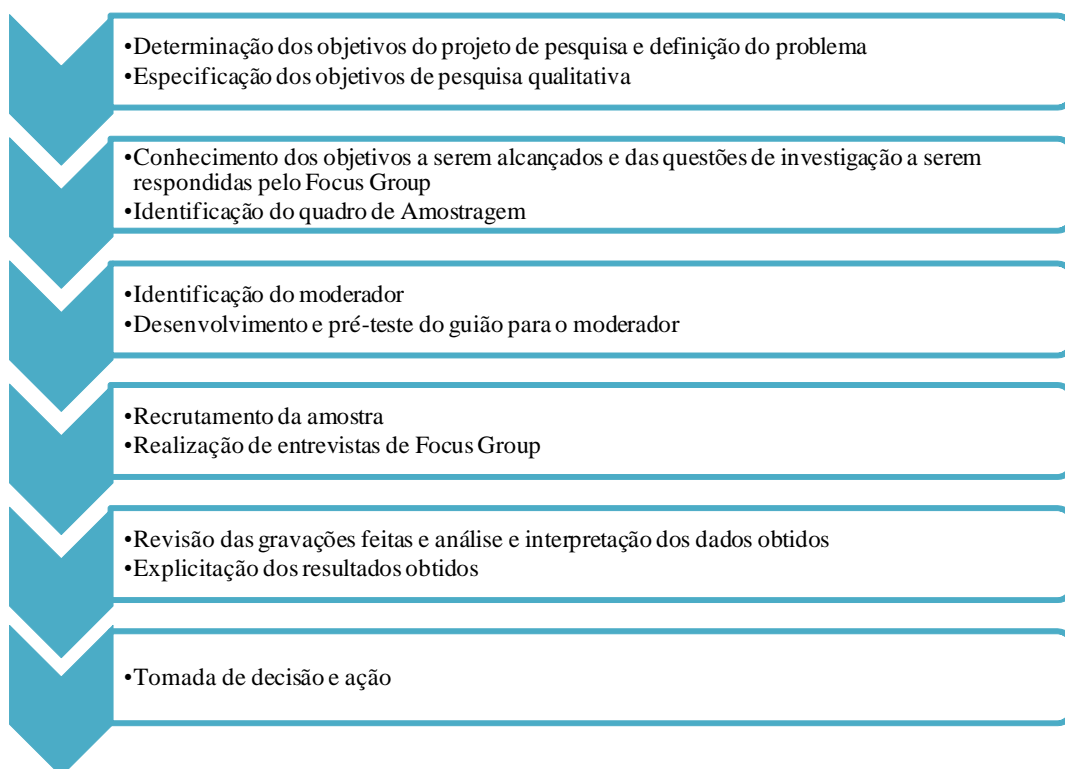 •Determinação dos objetivos do projeto de pesquisa e definição do problema
•Especificação dos objetivos de pesquisa qualitativa
•Conhecimento dos objetivos a serem alcançados e das questões de investigação a serem
respondidas pelo Focus Group
•Identificação do quadro de Amostragem
•Identificação do moderador
•Desenvolvimento e pré-teste do guião para o moderador
•Recrutamento da amostra
•Realização de entrevistas de Focus Group
•Revisão das gravações feitas e análise e interpretação dos dados obtidos
•Explicitação dos resultados obtidos
•Tomada de decisão e ação